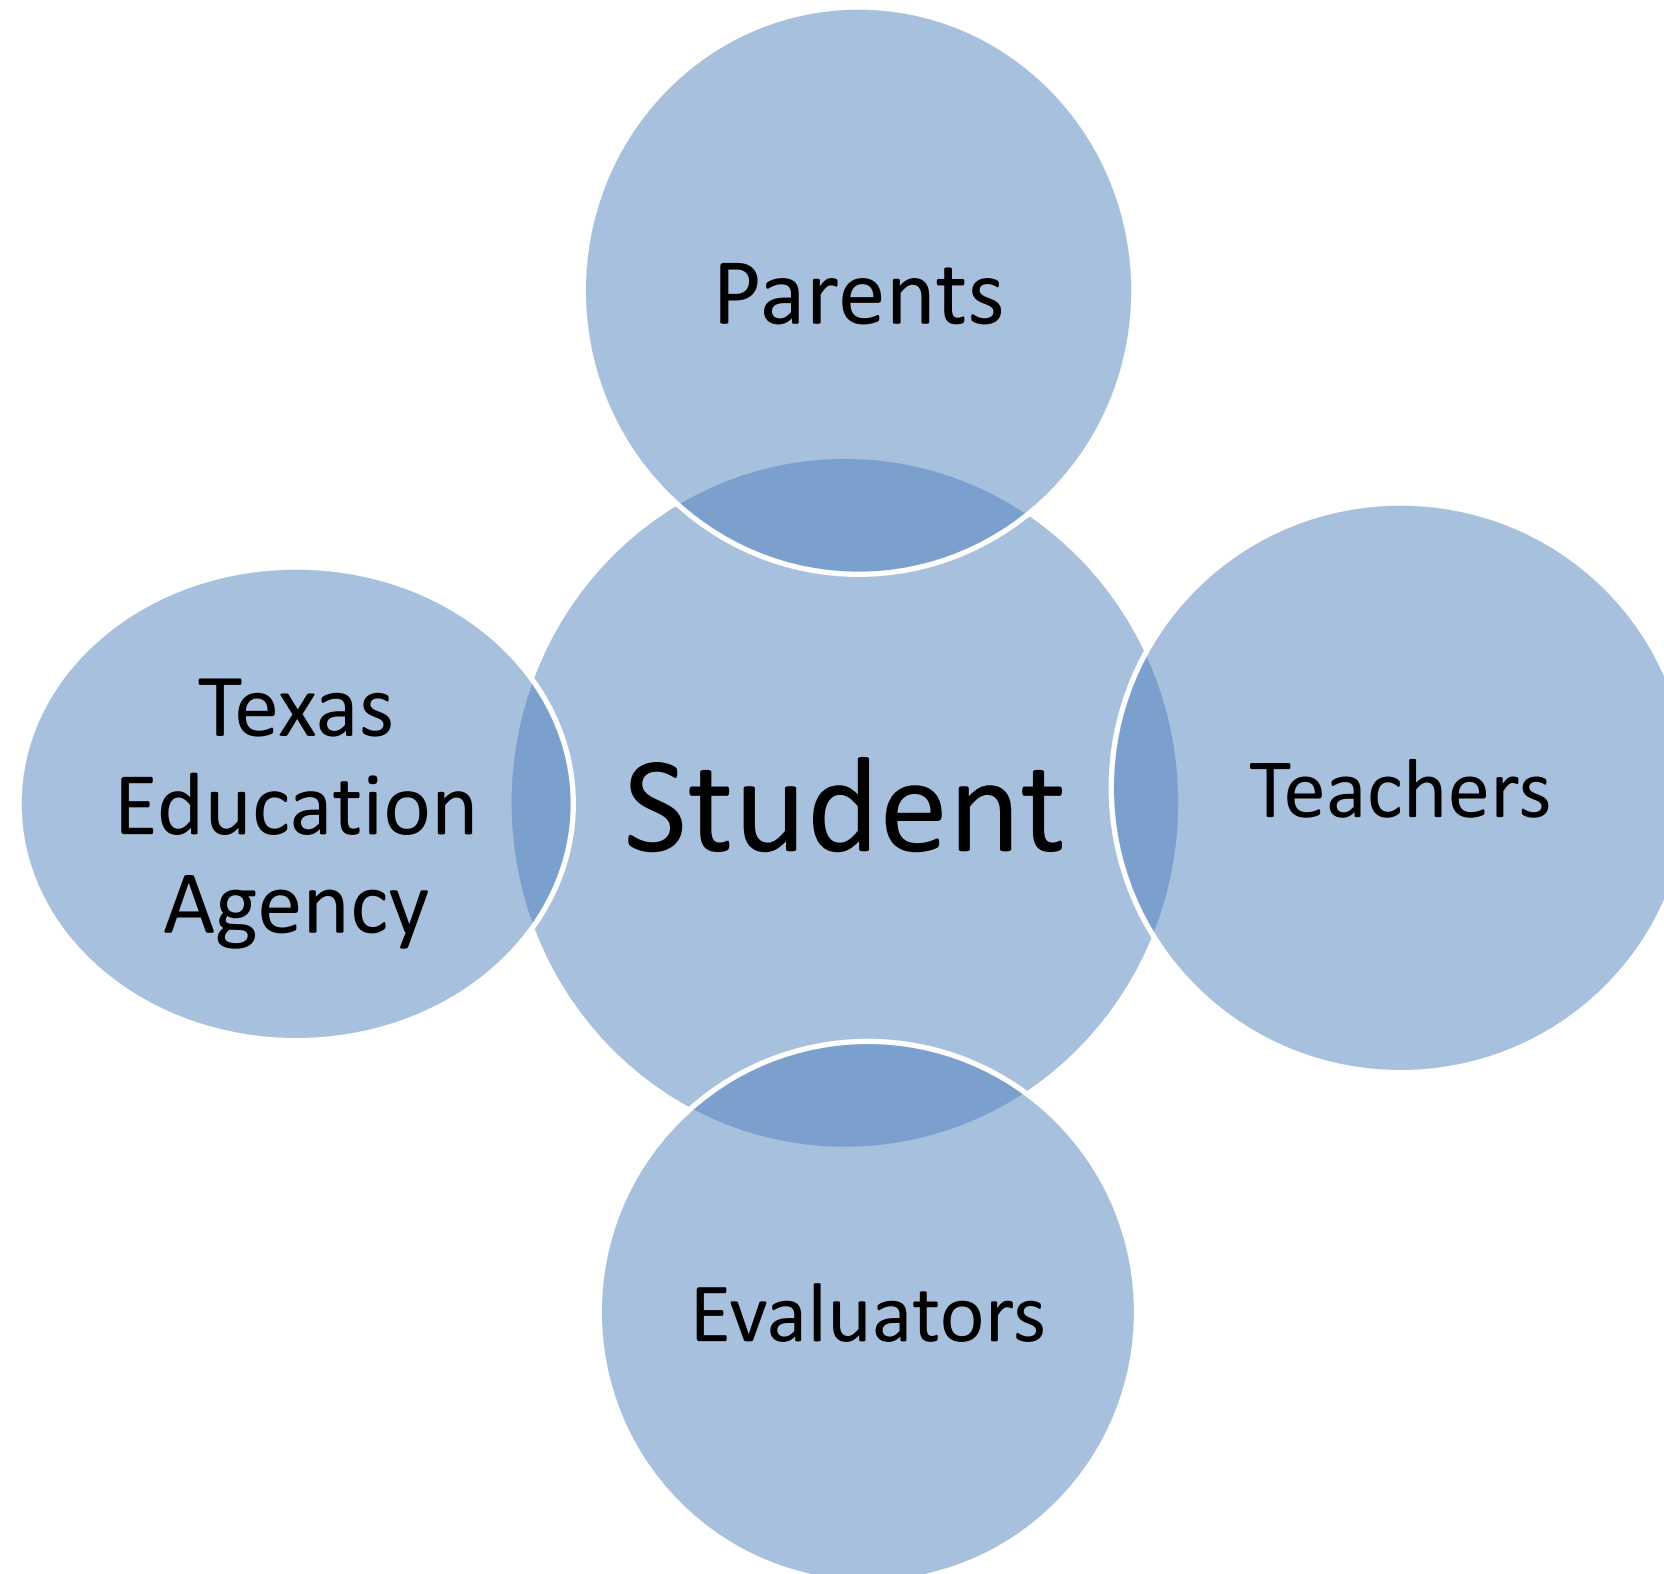 Parents
Texas
Education
Agency
Student
Teachers
Evaluators